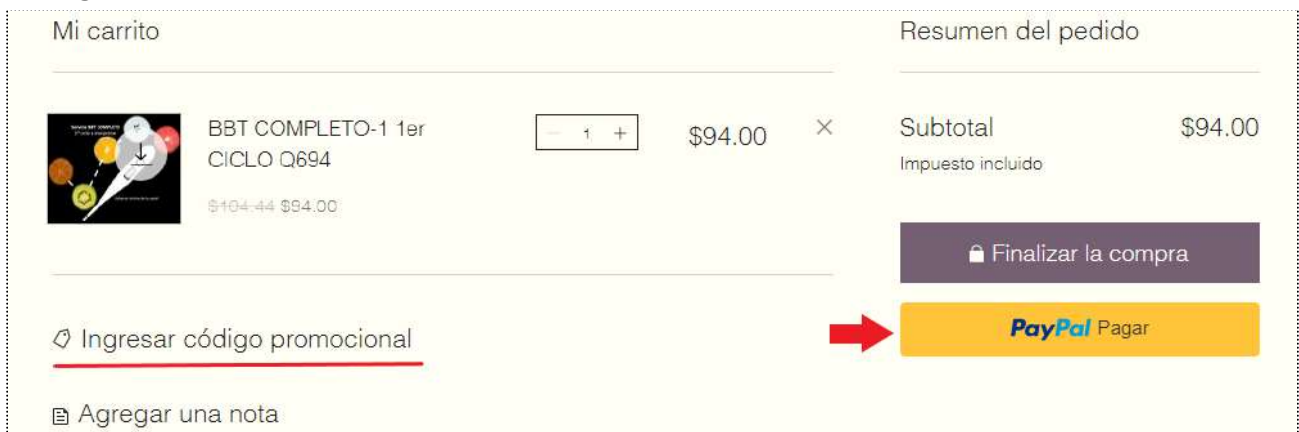 Mi carrito
BBT COMPLETO-1 1er
CICLO Q694
$104.44 $94.00
1
$94.00
Ingresar código promocional
Agregar una nota
Resumen del pedido
Subtotal $94.00
Impuesto incluido
Finalizar la compra
PayPal Pagar